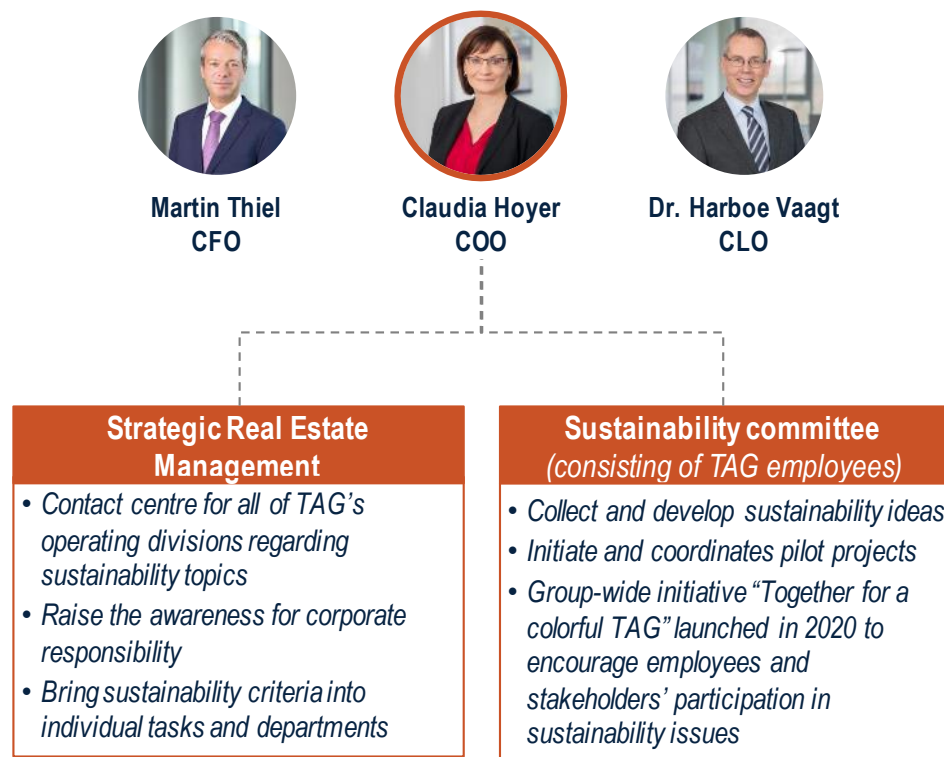 Martin Thiel
CFO
Claudia Hoyer
COO
Dr. Harboe Vaagt
CLO
Strategic Real Estate
Management
• Contact centre for all of TAG's
operating divisions regarding
sustainability topics
• Raise the awareness for corporate
responsibility
• Bring sustainability criteria into
individual tasks and departments
Sustainability committee
(consisting of TAG employees)
• Collect and develop sustainability ideas
• Initiate and coordinates pilot projects
• Group-wide initiative “Together for a
colorful TAG” launched in 2020 to
encourage employees and
stakeholders’ participation in
sustainability issues